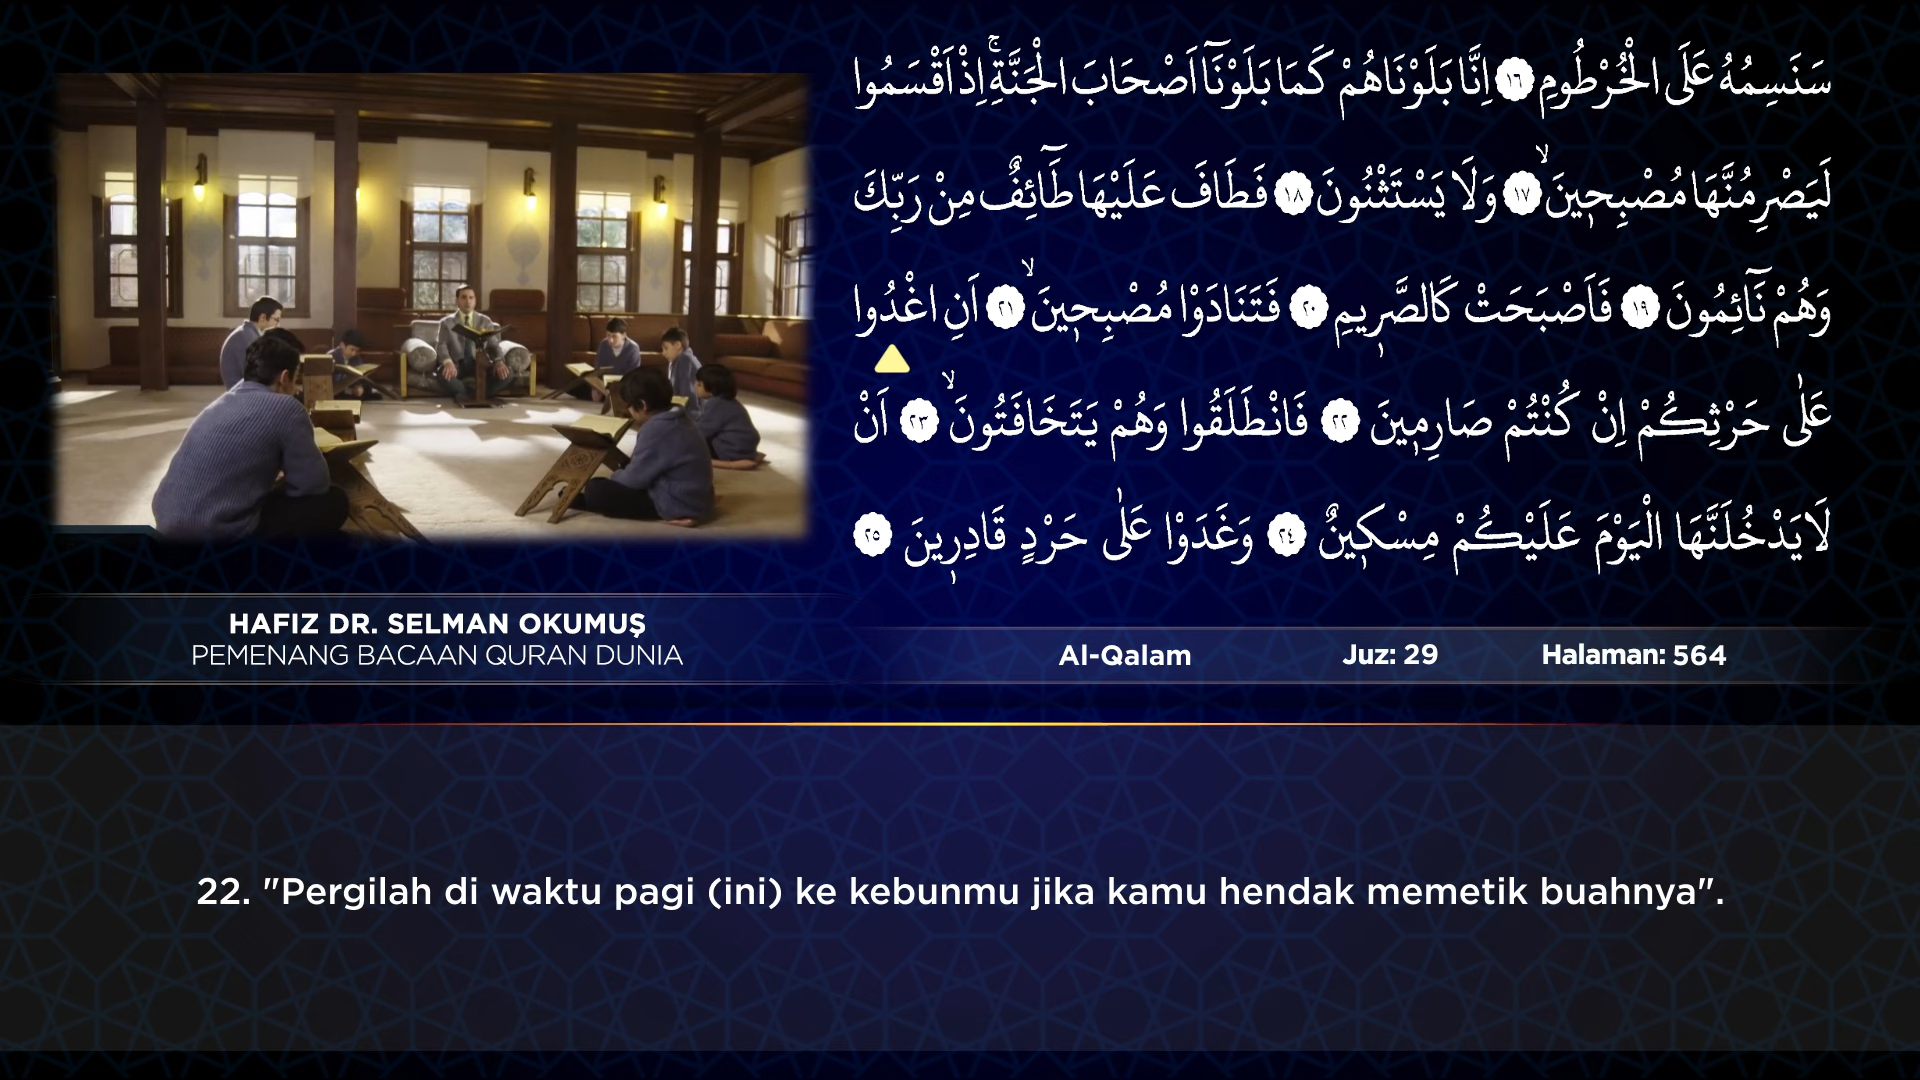 سَنَسِمُهُ عَلَى الْخُرْطُومِ ١٦ اِنَّا بَلَوْنَاهُمْ كَمَا بَلَوْنَٓا اَصْحَابَ الْجَنَّةِۚ اِذْ اَقْسَمُوا
لَيَصْرِمُنَّهَا مُصْبِح۪ينَۙ ١٧ وَلَا يَسْتَثْنُونَ ١٨ فَطَافَ عَلَيْهَا طَٓائِفٌ مِنْ رَبِّكَ
وَهُمْ نَٓائِمُونَ ١٩ فَاَصْبَحَتْ كَالصَّر۪يمِ ٢٠ فَتَنَادَوْا مُصْبِح۪ينَۙ ٢١ اَنِ اغْدُوا
عَلٰى حَرْثِكُمْ اِنْ كُنْتُمْ صَارِم۪ينَ ٢٢ فَانْطَلَقُوا وَهُمْ يَتَخَافَتُونَۙ ٢٣ اَنْ
لَا يَدْخُلَنَّهَا الْيَوْمَ عَلَيْكُمْ مِسْك۪ينٌ ٢٤ وَغَدَوْا عَلٰى حَرْدٍ قَادِر۪ينَ ٢٥
HAFIZ DR. SELMAN OKUMUŞ
PEMENANG BACAAN QURAN DUNIA
Al-Qalam Juz: 29 Halaman: 564
22. "Pergilah di waktu pagi (ini) ke kebunmu jika kamu hendak memetik buahnya".